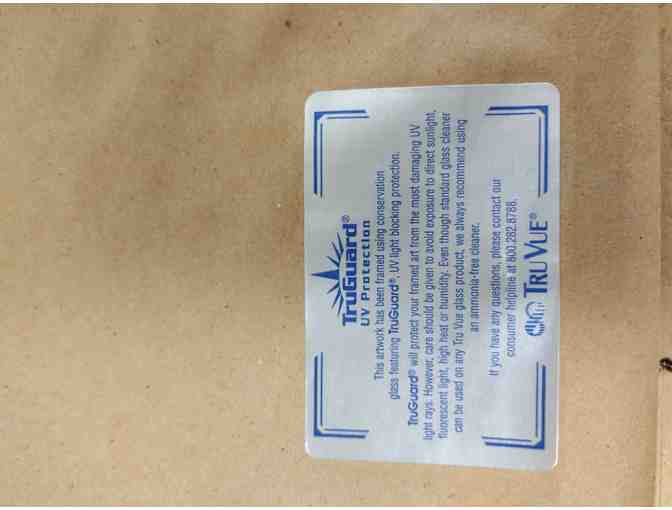 TruGuard®
UV Protection
This artwork has been framed using conservation
glass featuring TruGuard®, UV light blocking protection.
TruGuard® will protect your framed art from the most damaging UV
light rays. However, care should be given to avoid exposure to direct sunlight,
fluorescent light, high heat or humidity. Even though standard glass cleaner
can be used on any Tru Vue glass product, we always recommend using
an ammonia-free cleaner.
If you have any questions, please contact our
consumer helpline at 800.282.8788.
TRU VUE®